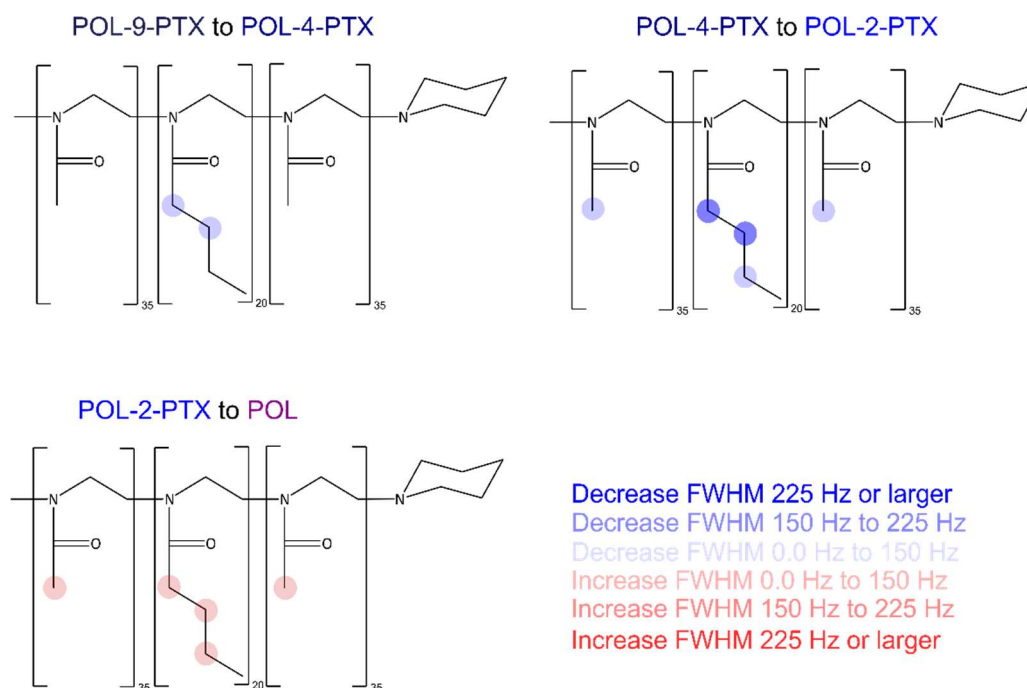 POL-9-PTX to POL-4-PTX
N
N
N
N
O
O
O
35
20
35
POL-4-PTX to POL-2-PTX
N
N
N
N
O
O
O
35
20
35
POL-2-PTX to POL
N
N
N
N
O
O
O
35
20
35
Decrease FWHM 225 Hz or larger
Decrease FWHM 150 Hz to 225 Hz
Decrease FWHM 0.0 Hz to 150 Hz
Increase FWHM 0.0 Hz to 150 Hz
Increase FWHM 150 Hz to 225 Hz
Increase FWHM 225 Hz or larger